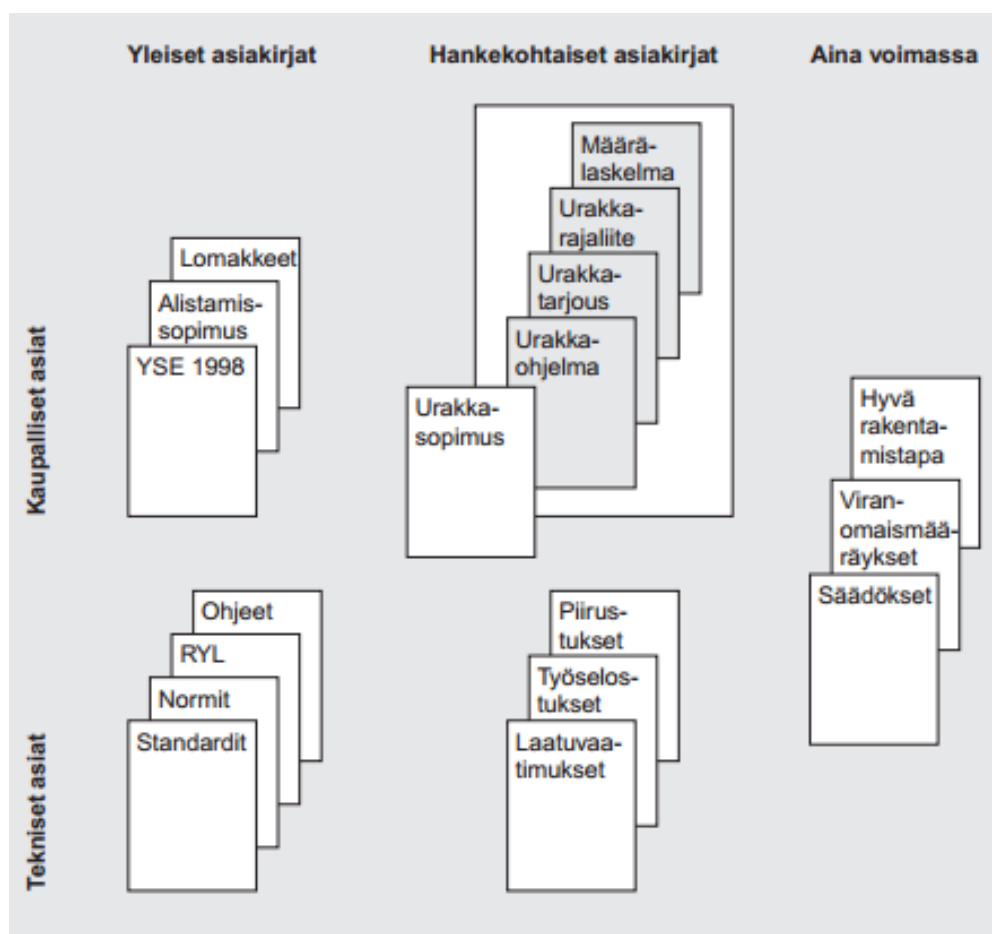 Yleiset asiakirjat
Hankekohtaiset asiakirjat
Aina voimassa
Kaupalliset asiat
Lomakkeet
Alistamis-
sopimus
YSE 1998
Määrä-
laskelma
Urakka-
rajaliite
Urakka-
tarjous
Urakka-
ohjelma
Urakka-
sopimus
Hyvä
rakenta-
mistapa
Viran-
omaismää-
räykset
Säädökset
Tekniset asiat
Ohjeet
RYL
Normit
Standardit
Piirus-
tukset
Työselos-
tukset
Laatuvaa-
timukset